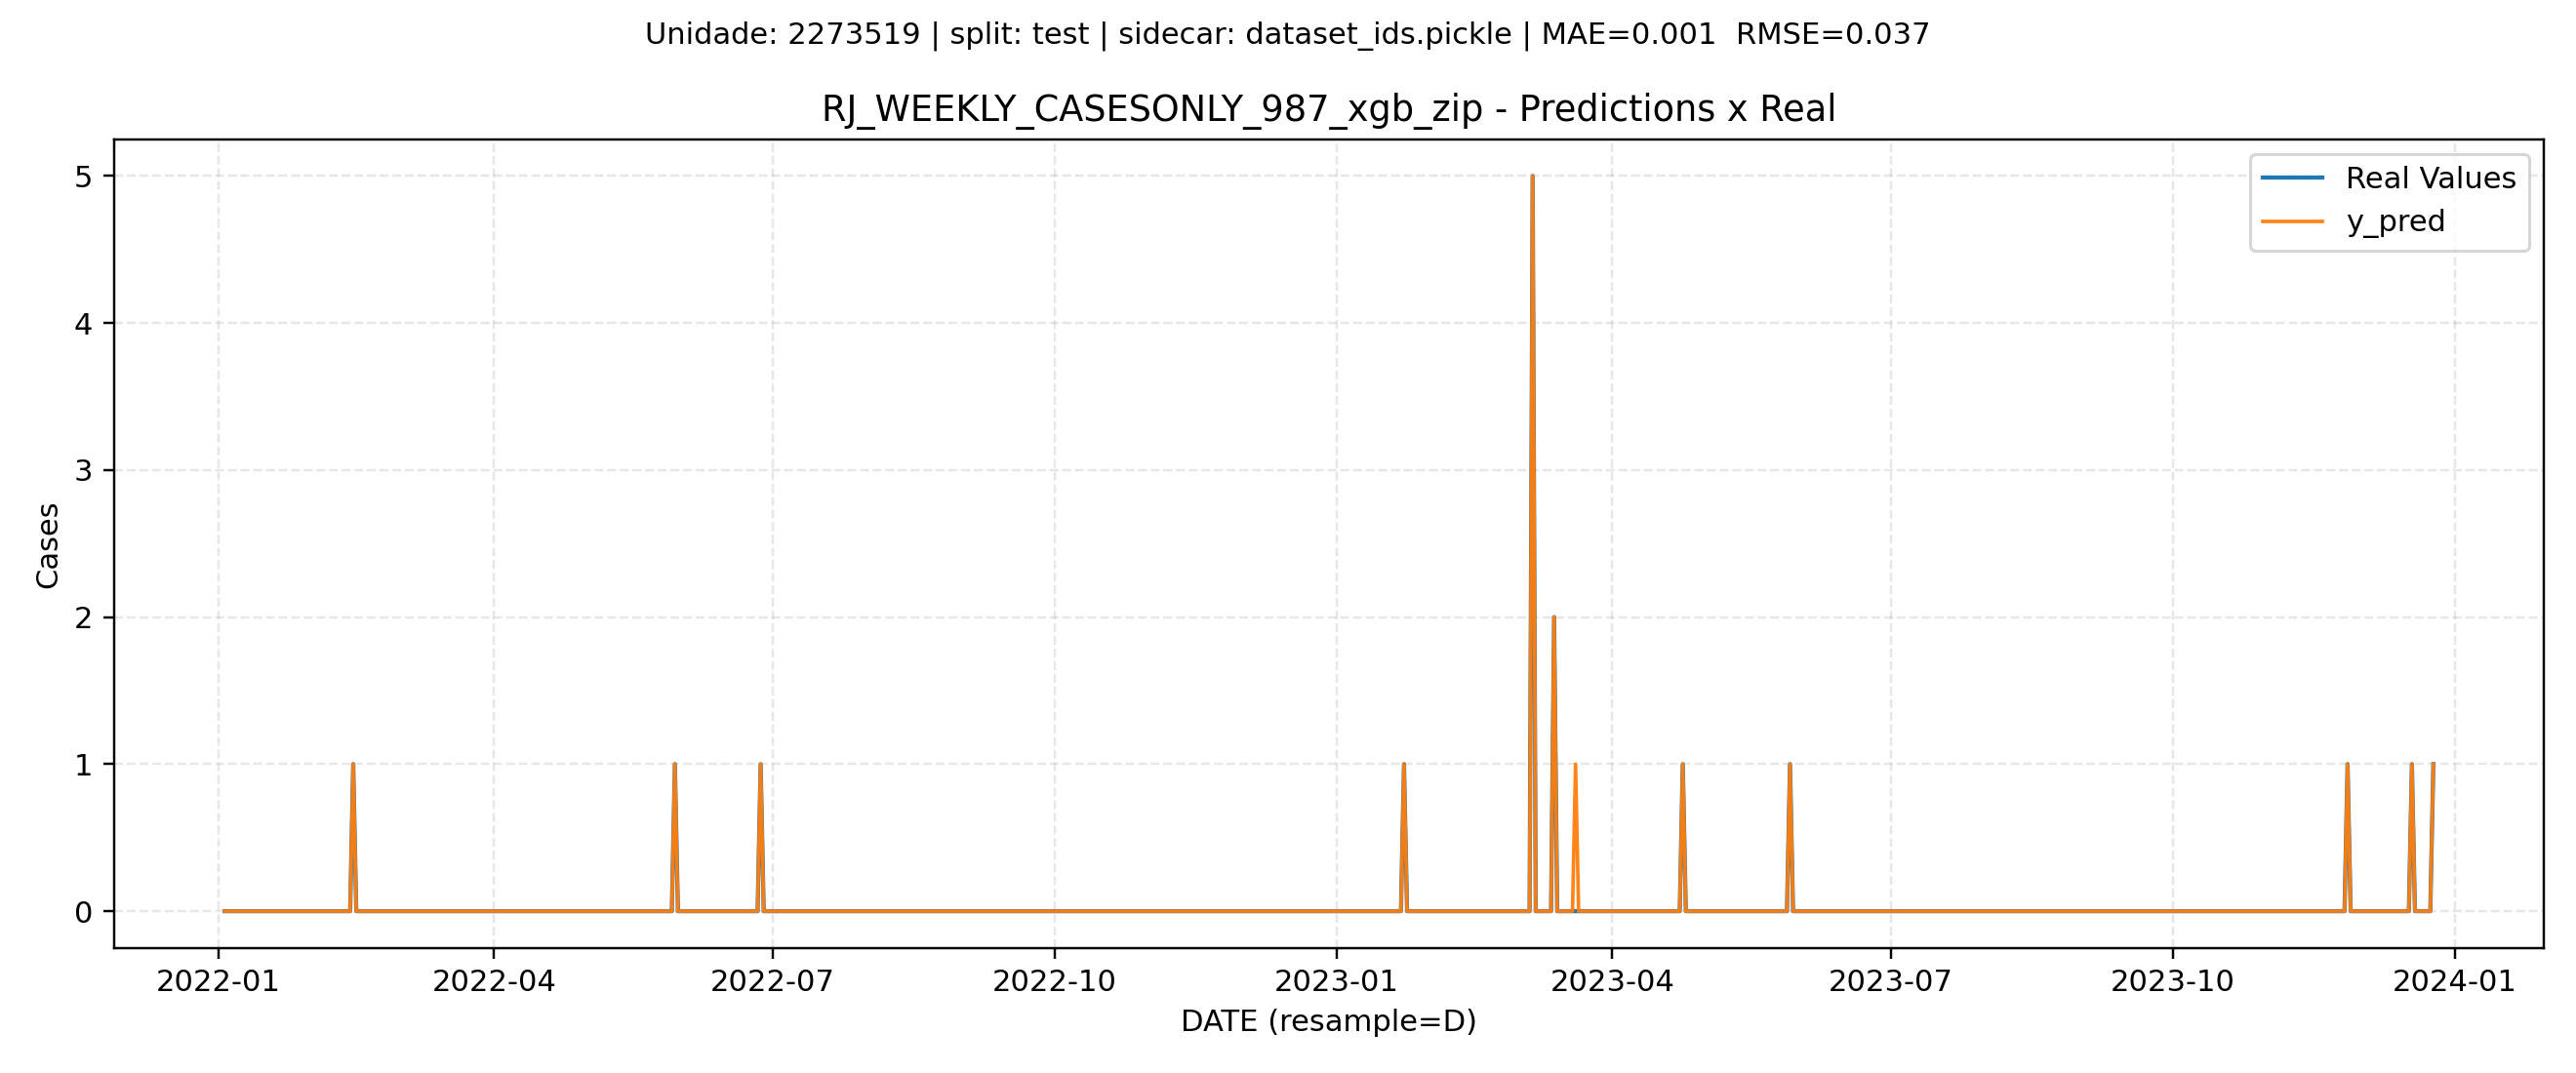 Unidade: 2273519 | split: test | sidecar: dataset_ids.pickle | MAE=0.001  RMSE=0.037
RJ_WEEKLY_CASESONLY_987_xgb_zip - Predictions x Real
Real Values
y_pred
5
4
3
2
1
0
Cases
2022-01
2022-04
2022-07
2022-10
2023-01
2023-04
2023-07
2023-10
2024-01
DATE (resample=D)